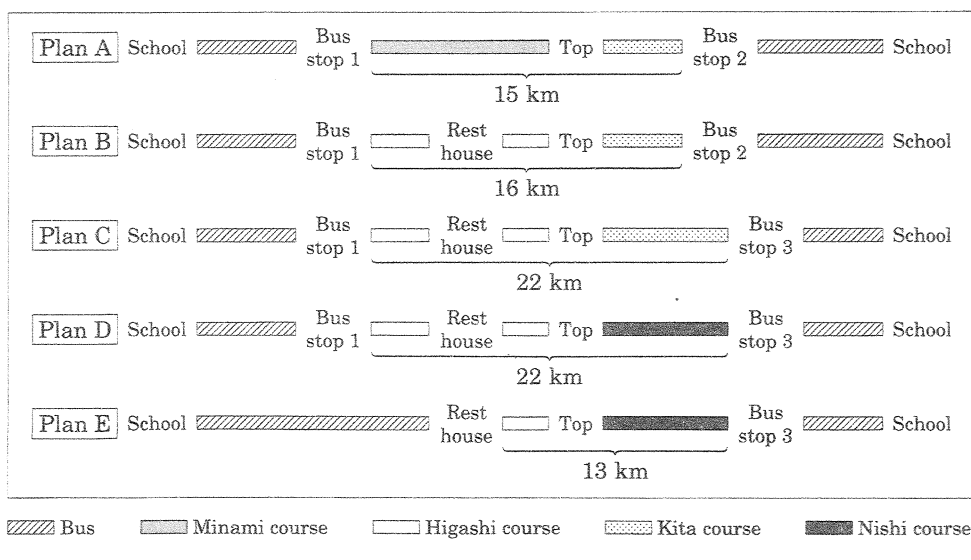 Plan A School Bus stop 1 Top Bus stop 2 School
15 km
Plan B School Bus stop 1 Rest house Top Bus stop 2 School
16 km
Plan C School Bus stop 1 Rest house Top Bus stop 3 School
22 km
Plan D School Bus stop 1 Rest house Top Bus stop 3 School
22 km
Plan E School Rest house Top Bus stop 3 School
13 km
Bus Minami course Higashi course Kita course Nishi course